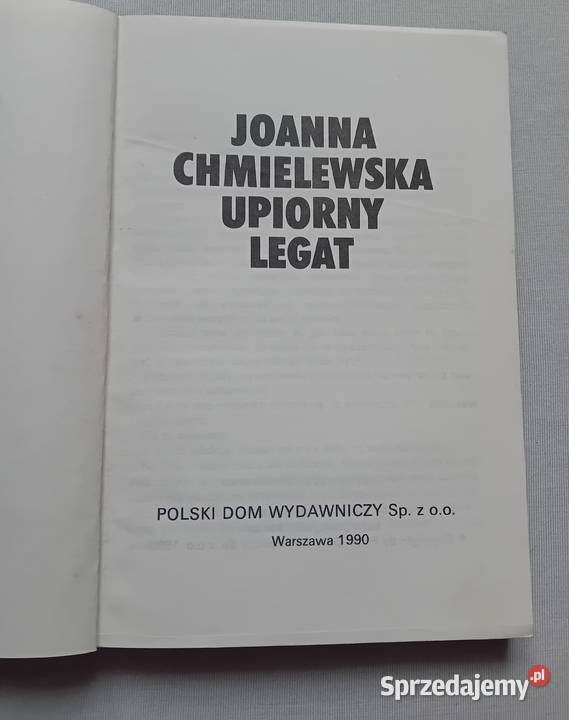 JOANNA
CHMIELEWSKA
UPIORNY
LEGAT
POLSKI DOM WYDAWNICZY Sp. z o.o.
Warszawa 1990
Sprzedajemy.pl